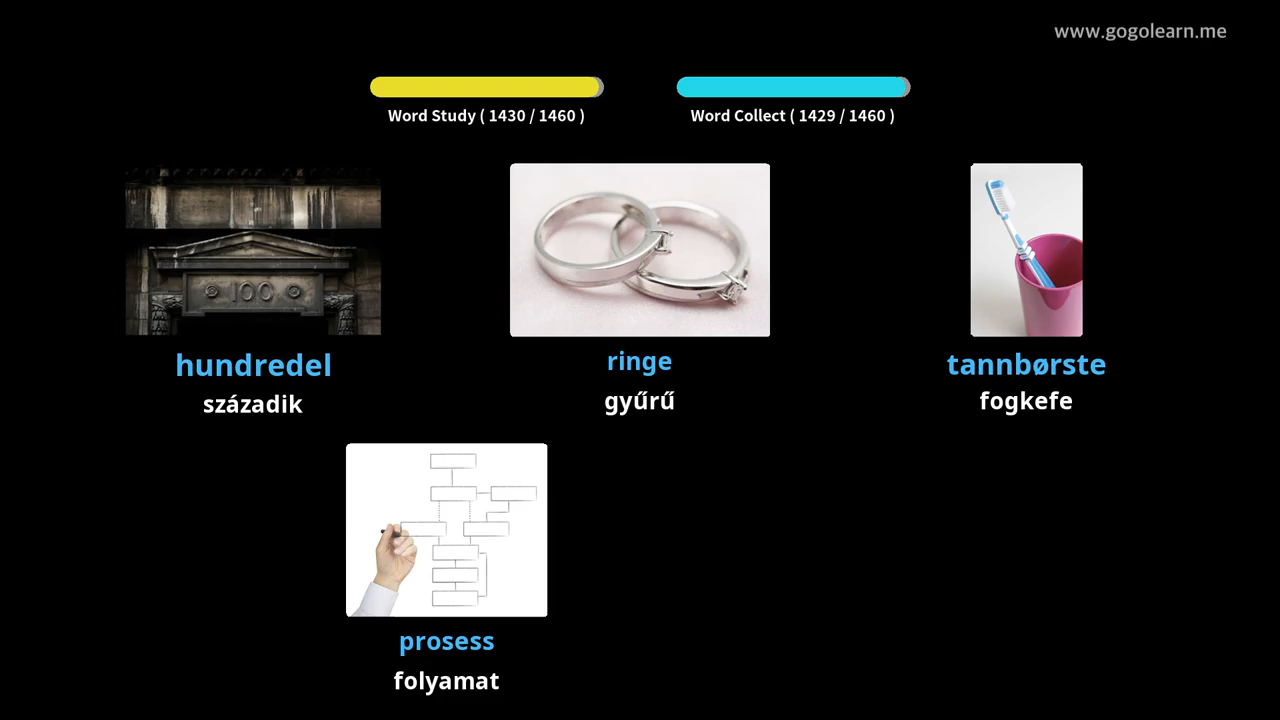 www.gogolearn.me
Word Study ( 1430 / 1460 )
Word Collect ( 1429 / 1460 )
100
hundredel
századik
ringe
gyűrű
tannbørste
fogkefe
prosess
folyamat